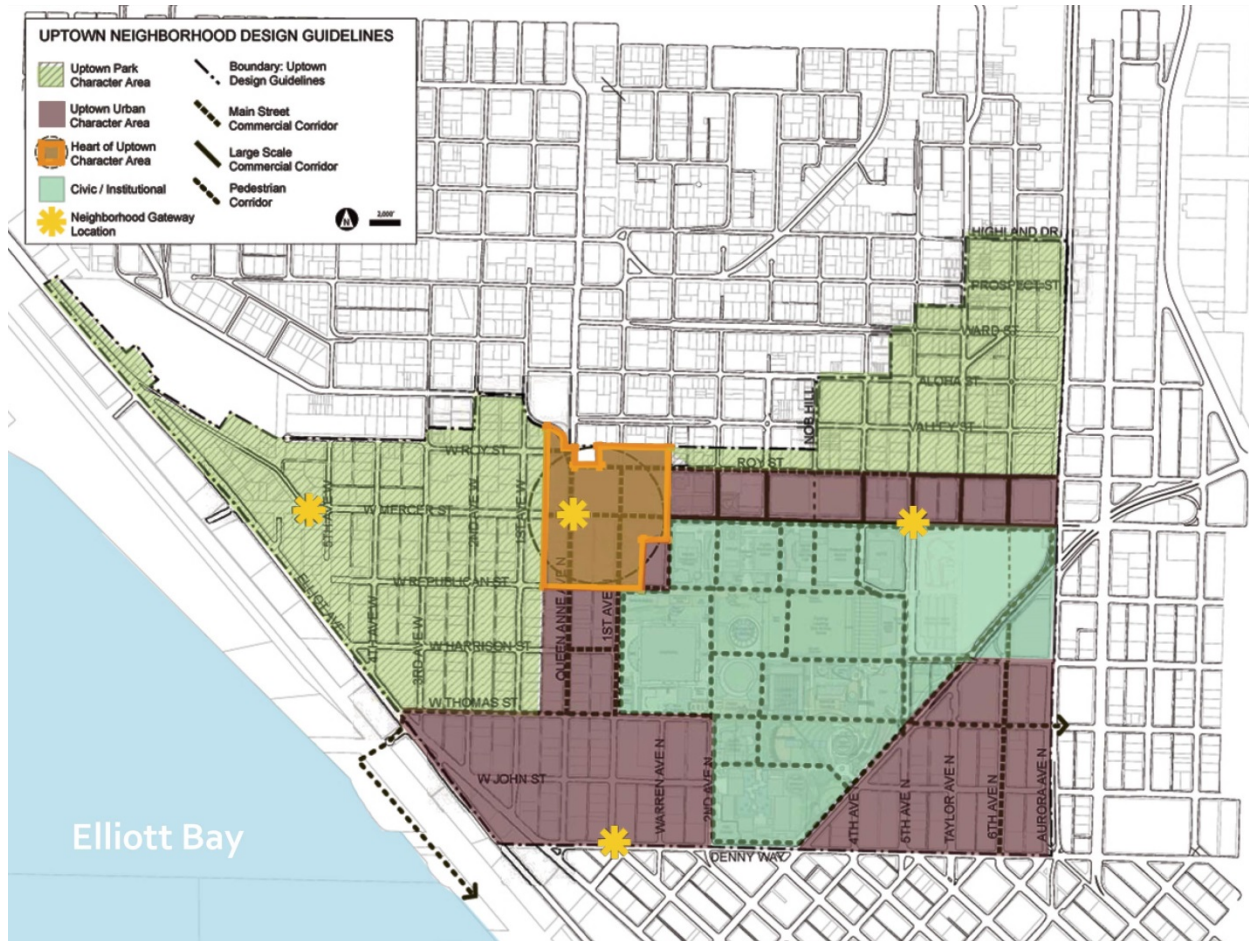 UPTOWN NEIGHBORHOOD DESIGN GUIDELINES
Uptown Park
Character Area
Uptown Urban
Character Area
Heart of Uptown
Character Area
Civic / Institutional
Neighborhood Gateway
Location
Boundary: Uptown
Design Guidelines
Main Street
Commercial Corridor
Large Scale
Commercial Corridor
Pedestrian
Corridor
N
2,000'
HIGHLAND DR
PROSPECT ST
WARD ST
ALOHA ST
NOB HILL
VALLEY ST
W ROY ST
ROY ST
W MERCER ST
5TH AVE W
2ND AVE W
1ST AVE W
W REPUBLICAN ST
ELLIOTT AVE
4TH AVE W
3RD AVE W
W HARRISON ST
QUEEN ANNE
1ST AVE
W THOMAS ST
W JOHN ST
WARREN AVE N
2ND AVE N
4TH AVE
5TH AVE N
TAYLOR AVE N
6TH AVE N
AURORA AVE N
DENNY WAY
Elliott Bay